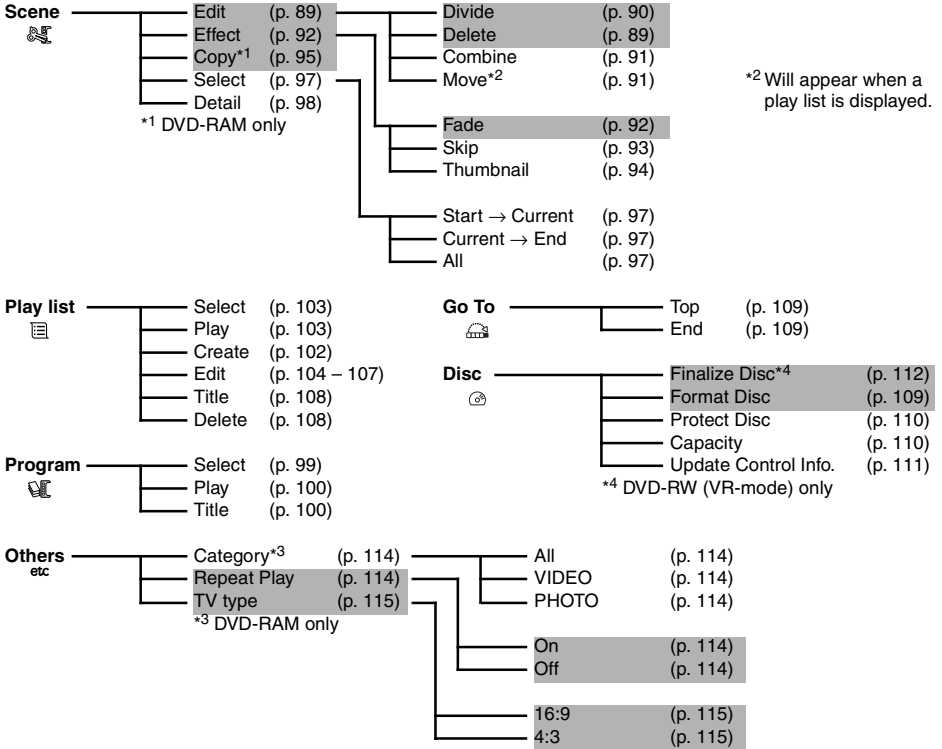 Scene
Edit (p. 89)
Effect (p. 92)
Copy*1 (p. 95)
Select (p. 97)
Detail (p. 98)
*1 DVD-RAM only
Divide (p. 90)
Delete (p. 89)
Combine (p. 91)
Move*2 (p. 91)
*2 Will appear when a
play list is displayed.
Fade (p. 92)
Skip (p. 93)
Thumbnail (p. 94)
Start → Current (p. 97)
Current → End (p. 97)
All (p. 97)
Play list
Select (p. 103)
Play (p. 103)
Create (p. 102)
Edit (p. 104 – 107)
Title (p. 108)
Delete (p. 108)
Go To
Top (p. 109)
End (p. 109)
Disc
Finalize Disc*4 (p. 112)
Format Disc (p. 109)
Protect Disc (p. 110)
Capacity (p. 110)
Update Control Info. (p. 111)
*4 DVD-RW (VR-mode) only
Program
Select (p. 99)
Play (p. 100)
Title (p. 100)
Others
etc
Category*3 (p. 114)
Repeat Play (p. 114)
TV type (p. 115)
*3 DVD-RAM only
All (p. 114)
VIDEO (p. 114)
PHOTO (p. 114)
On (p. 114)
Off (p. 114)
16:9 (p. 115)
4:3 (p. 115)